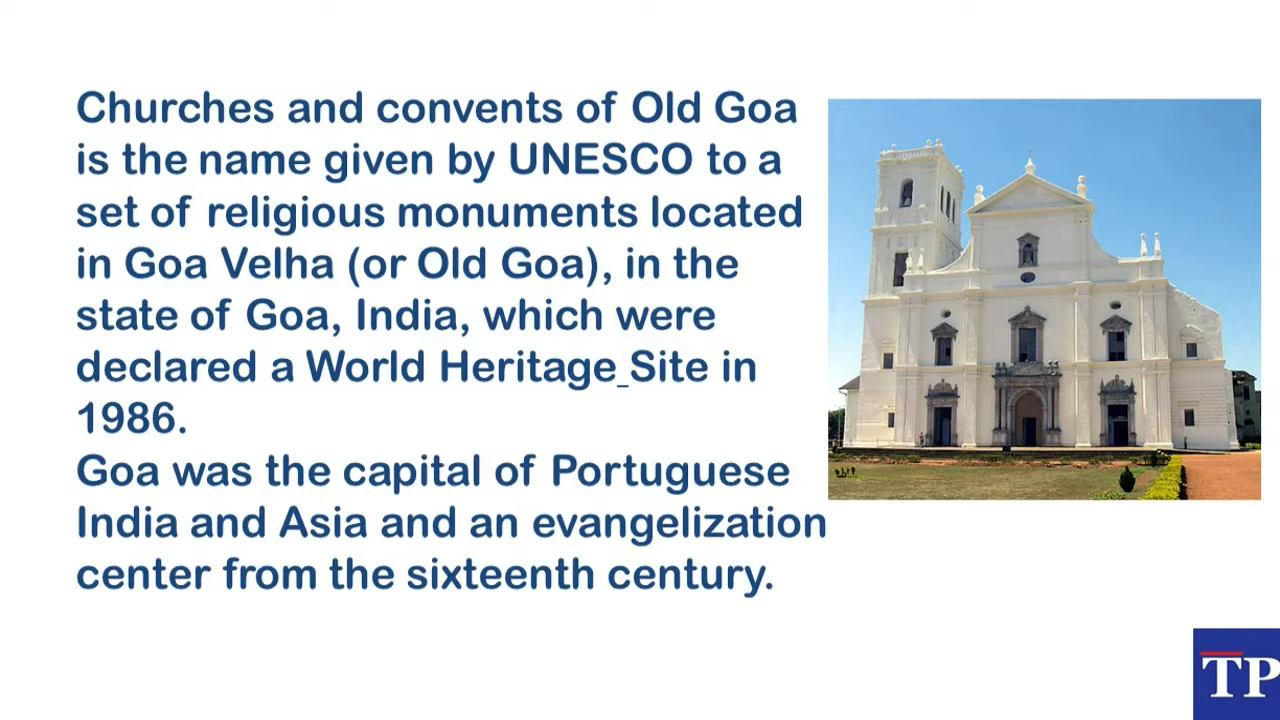 Churches and convents of Old Goa
is the name given by UNESCO to a
set of religious monuments located
in Goa Velha (or Old Goa), in the
state of Goa, India, which were
declared a World Heritage Site in
1986.
Goa was the capital of Portuguese
India and Asia and an evangelization
center from the sixteenth century.
TP